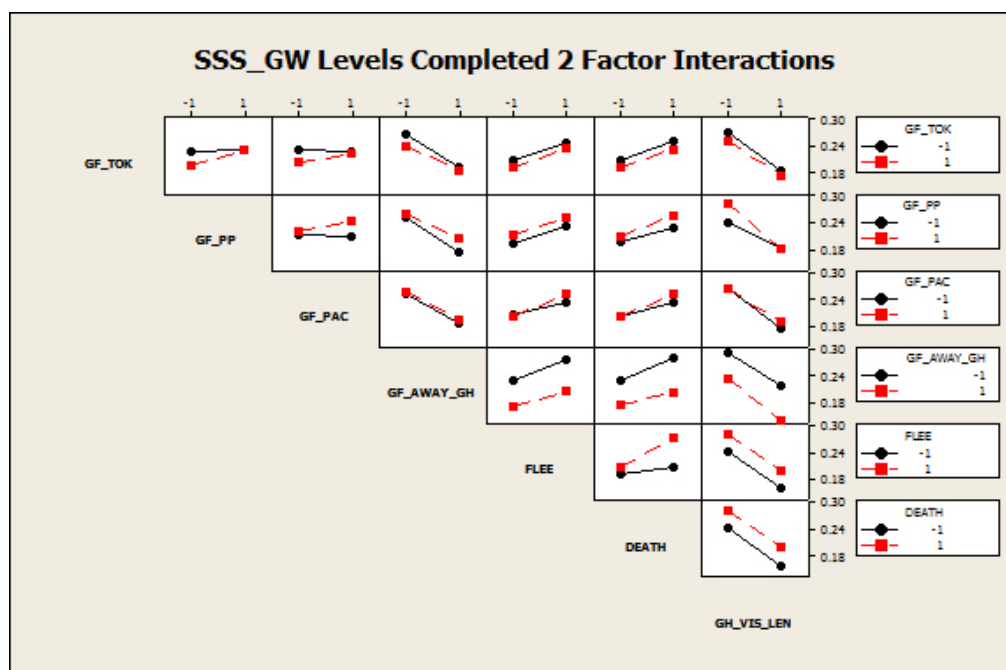 SSS_GW Levels Completed 2 Factor Interactions
-1 1 -1 1 -1 1 -1 1 -1 1 -1 1
GF_TOK
0.30
0.24
0.18
GF_TOK
-1
1
GF_PP
0.30
0.24
0.18
GF_PP
-1
1
GF_PAC
0.30
0.24
0.18
GF_PAC
-1
1
GF_AWAY_GH
0.30
0.24
0.18
GF_AWAY_GH
-1
1
FLEE
0.30
0.24
0.18
FLEE
-1
1
DEATH
0.30
0.24
0.18
DEATH
-1
1
GH_VIS_LEN